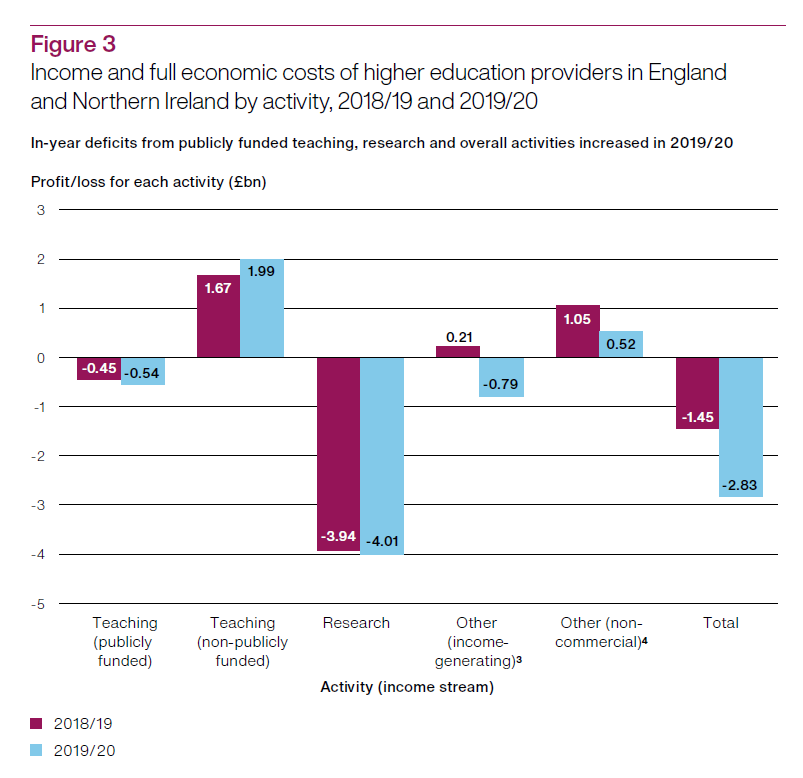 Figure 3
Income and full economic costs of higher education providers in England
and Northern Ireland by activity, 2018/19 and 2019/20
In-year deficits from publicly funded teaching, research and overall activities increased in 2019/20
Profit/loss for each activity (£bn)
3
2
1
0
-1
-2
-3
-4
-5
-0.45
-0.54
1.67
1.99
-3.94
-4.01
0.21
-0.79
1.05
0.52
-1.45
-2.83
Teaching
(publicly
funded)
Teaching
(non-publicly
funded)
Research
Other
(income-
generating)³
Other (non-
commercial)⁴
Total
Activity (income stream)
2018/19
2019/20